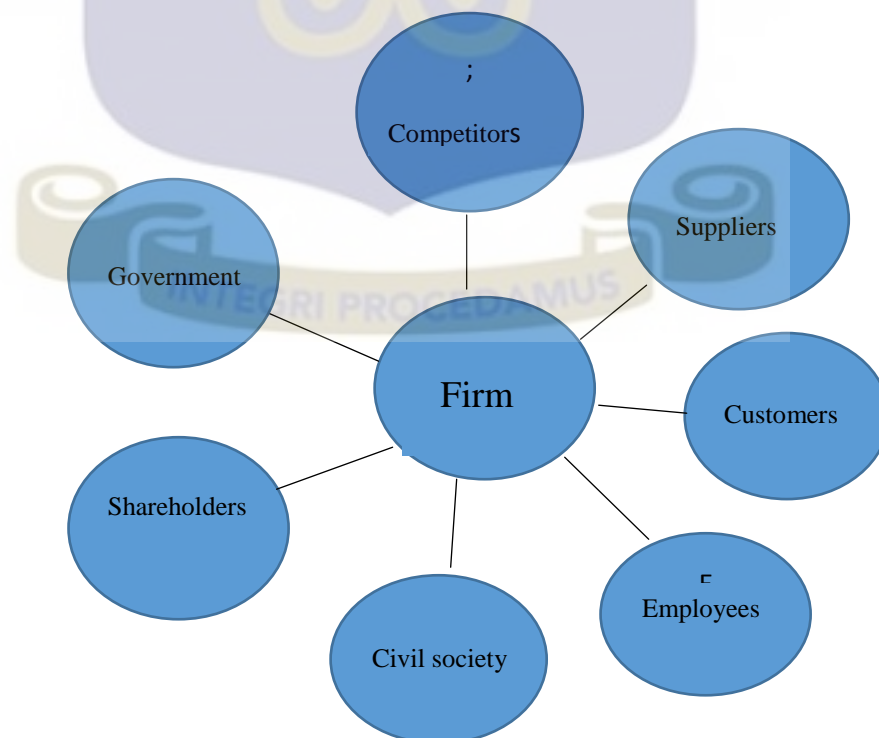 ;
Competitors
Suppliers
Government
INTEGRI PROCEDAMUS
Firm
Customers
Shareholders
Employees
Civil society